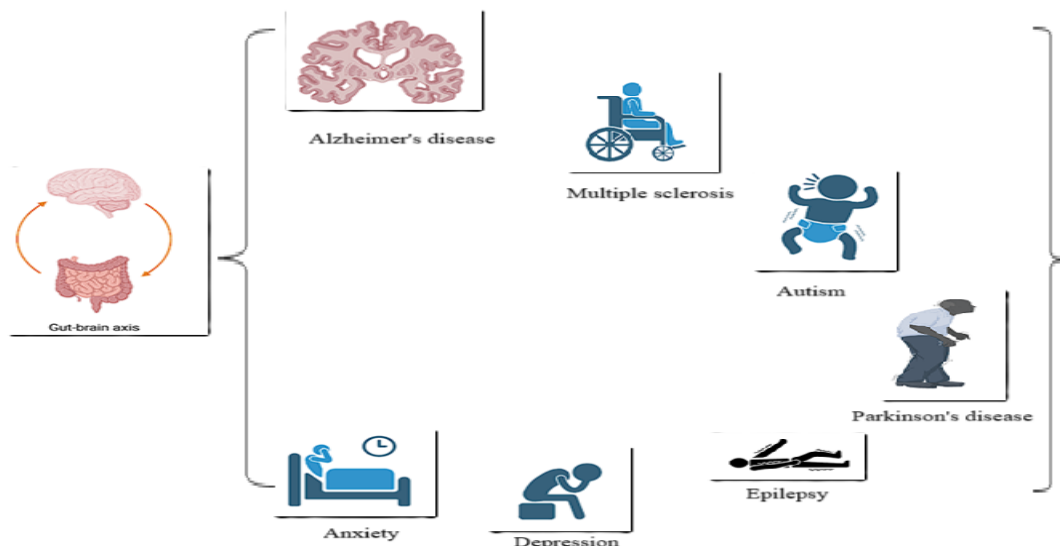 Alzheimer's disease
Multiple sclerosis
Autism
Gut-brain axis
Parkinson's disease
Epilepsy
Anxiety
Depression